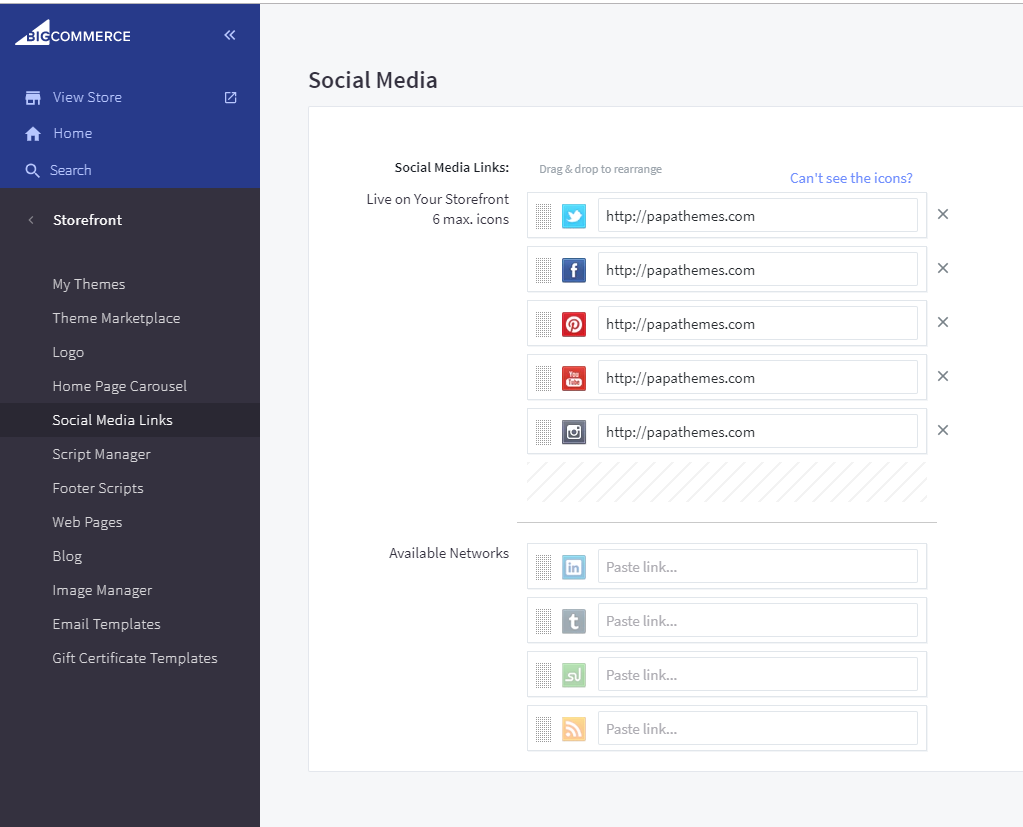 BIGCOMMERCE
View Store
Home
Search
Storefront
My Themes
Theme Marketplace
Logo
Home Page Carousel
Social Media Links
Script Manager
Footer Scripts
Web Pages
Blog
Image Manager
Email Templates
Gift Certificate Templates
Social Media
Social Media Links:
Drag & drop to rearrange
Can't see the icons?
Live on Your Storefront
6 max. icons
http://papathemes.com
http://papathemes.com
http://papathemes.com
You Tube http://papathemes.com
http://papathemes.com
Available Networks
in Paste link...
t Paste link...
Paste link...
Paste link...